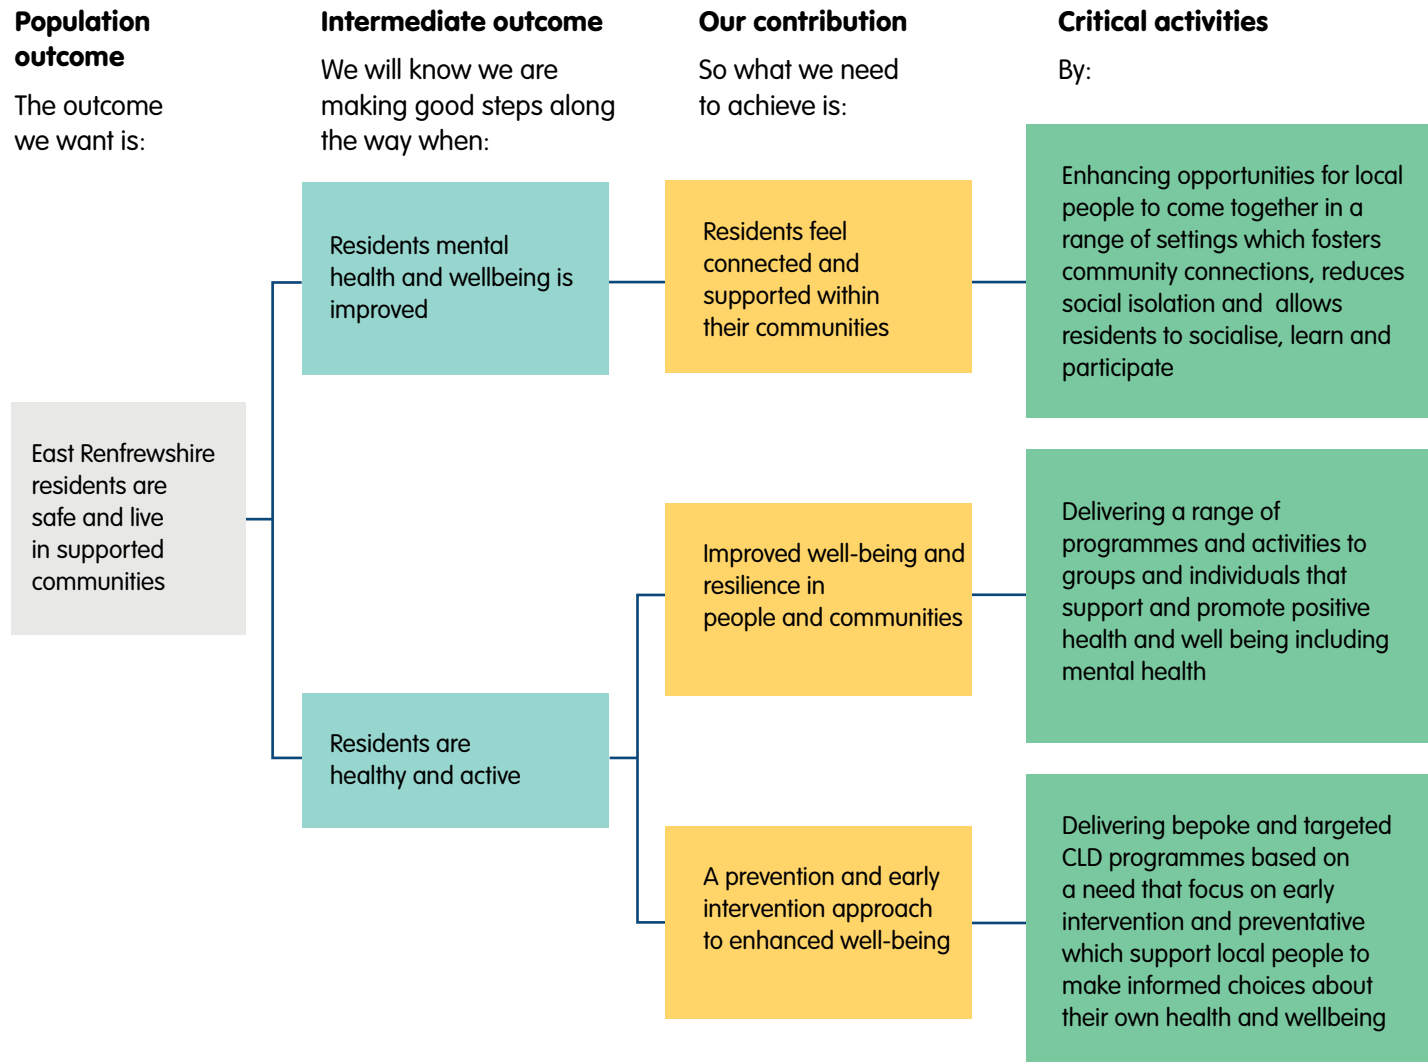 Population
outcome
The outcome
we want is:
Intermediate outcome
We will know we are
making good steps along
the way when:
Our contribution
So what we need
to achieve is:
Critical activities
By:
East Renfrewshire
residents are
safe and live
in supported
communities
Residents mental
health and wellbeing is
improved
Residents feel
connected and
supported within
their communities
Enhancing opportunities for local
people to come together in a
range of settings which fosters
community connections, reduces
social isolation and  allows
residents to socialise, learn and
participate
Residents are
healthy and active
Improved well-being and
resilience in
people and communities
Delivering a range of
programmes and activities to
groups and individuals that
support and promote positive
health and well being including
mental health
A prevention and early
intervention approach
to enhanced well-being
Delivering bepoke and targeted
CLD programmes based on
a need that focus on early
intervention and preventative
which support local people to
make informed choices about
their own health and wellbeing